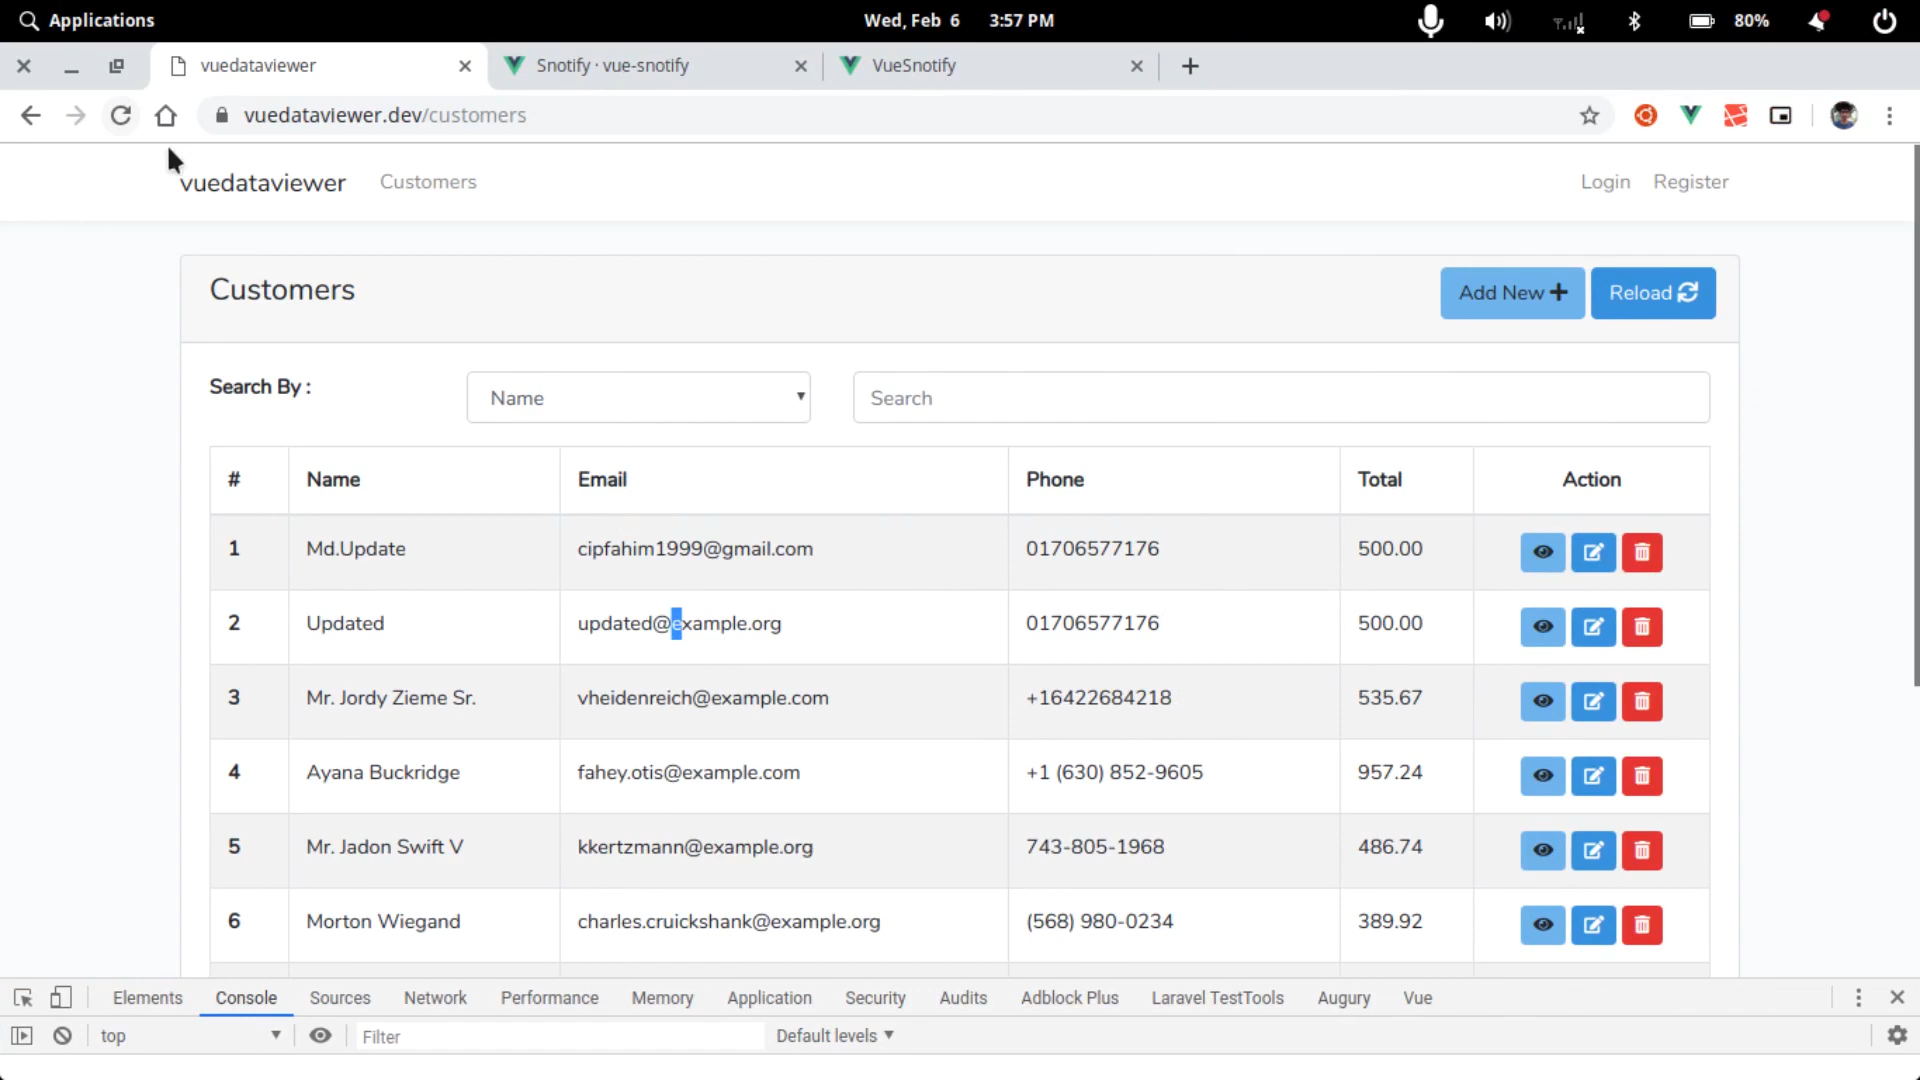 Applications
Wed, Feb 6 3:57 PM
80%
vuedataviewer
Snotify · vue-snotify
VueSnotify
vuedataviewer.dev/customers
vuedataviewer Customers Login Register
Customers
Add New
Reload
Search By :
Name
Search
# Name Email Phone Total Action
1 Md.Update cipfahim1999@gmail.com 01706577176 500.00
2 Updated updated@example.org 01706577176 500.00
3 Mr. Jordy Zieme Sr. vheidenreich@example.com +16422684218 535.67
4 Ayana Buckridge fahey.otis@example.com +1 (630) 852-9605 957.24
5 Mr. Jadon Swift V kkertzmann@example.org 743-805-1968 486.74
6 Morton Wiegand charles.cruickshank@example.org (568) 980-0234 389.92
Elements Console Sources Network Performance Memory Application Security Audits Adblock Plus Laravel TestTools Augury Vue
top Filter Default levels